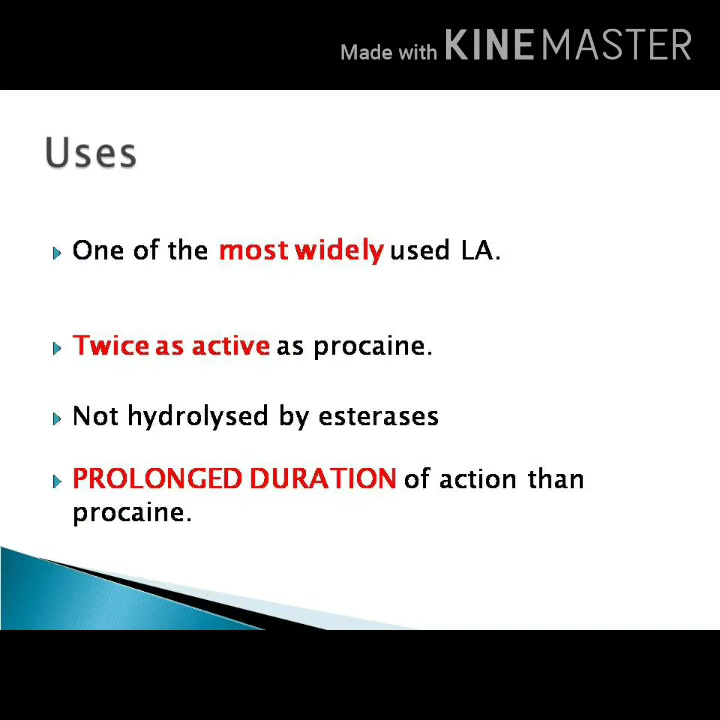 Made with KINEMASTER
Uses
One of the most widely used LA.
Twice as active as procaine.
Not hydrolysed by esterases
PROLONGED DURATION of action than
procaine.